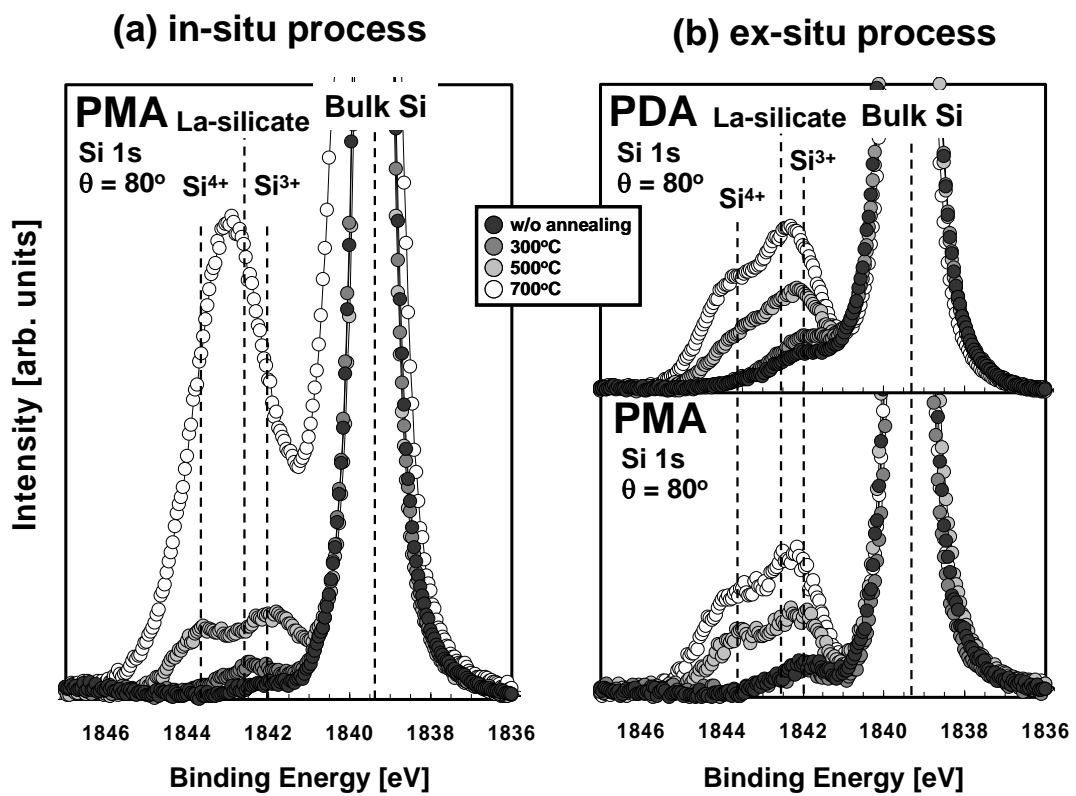 (a) in-situ process
PMA
Si 1s
θ = 80°
La-silicate
Bulk Si
Si⁴⁺
Si³⁺
1846 1844 1842 1840 1838 1836
Binding Energy [eV]
Intensity [arb. units]
w/o annealing
300°C
500°C
700°C
(b) ex-situ process
PDA
Si 1s
θ = 80°
La-silicate
Bulk Si
Si³⁺
Si⁴⁺
PMA
Si 1s
θ = 80°
1846 1844 1842 1840 1838 1836
Binding Energy [eV]